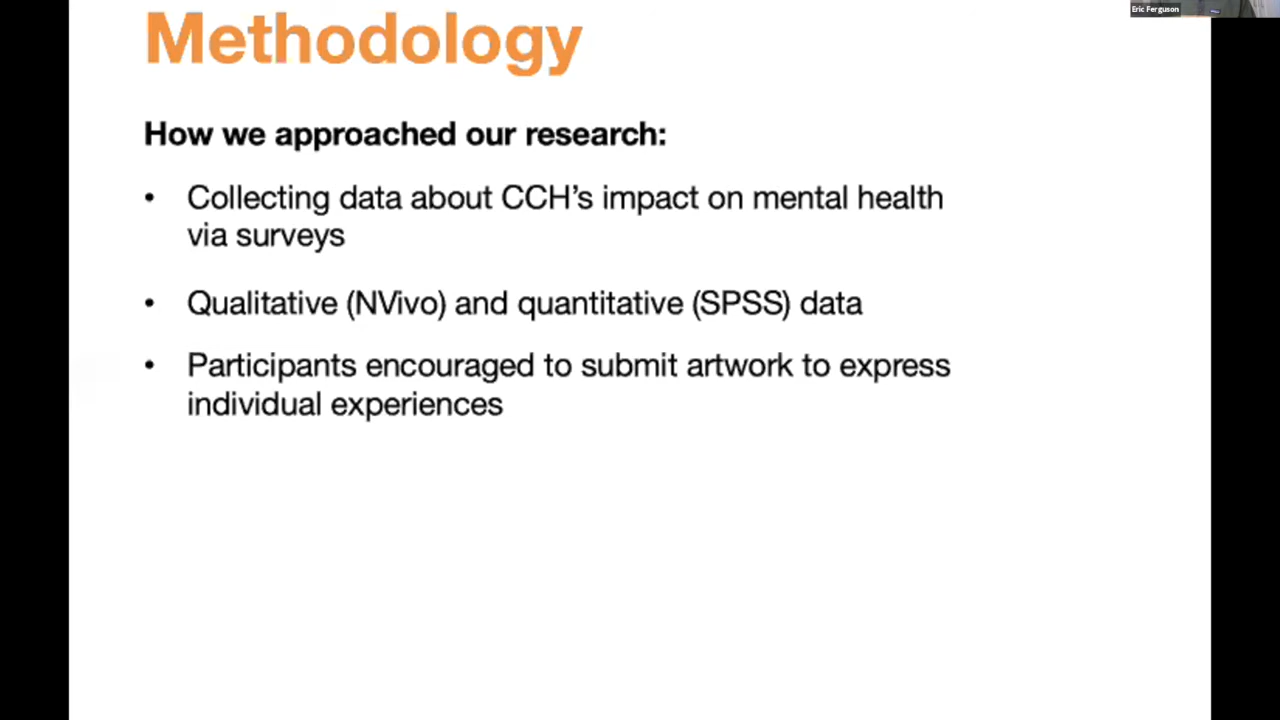 Eric Ferguson
Methodology
How we approached our research:
• Collecting data about CCH’s impact on mental health
via surveys
• Qualitative (NVivo) and quantitative (SPSS) data
• Participants encouraged to submit artwork to express
individual experiences